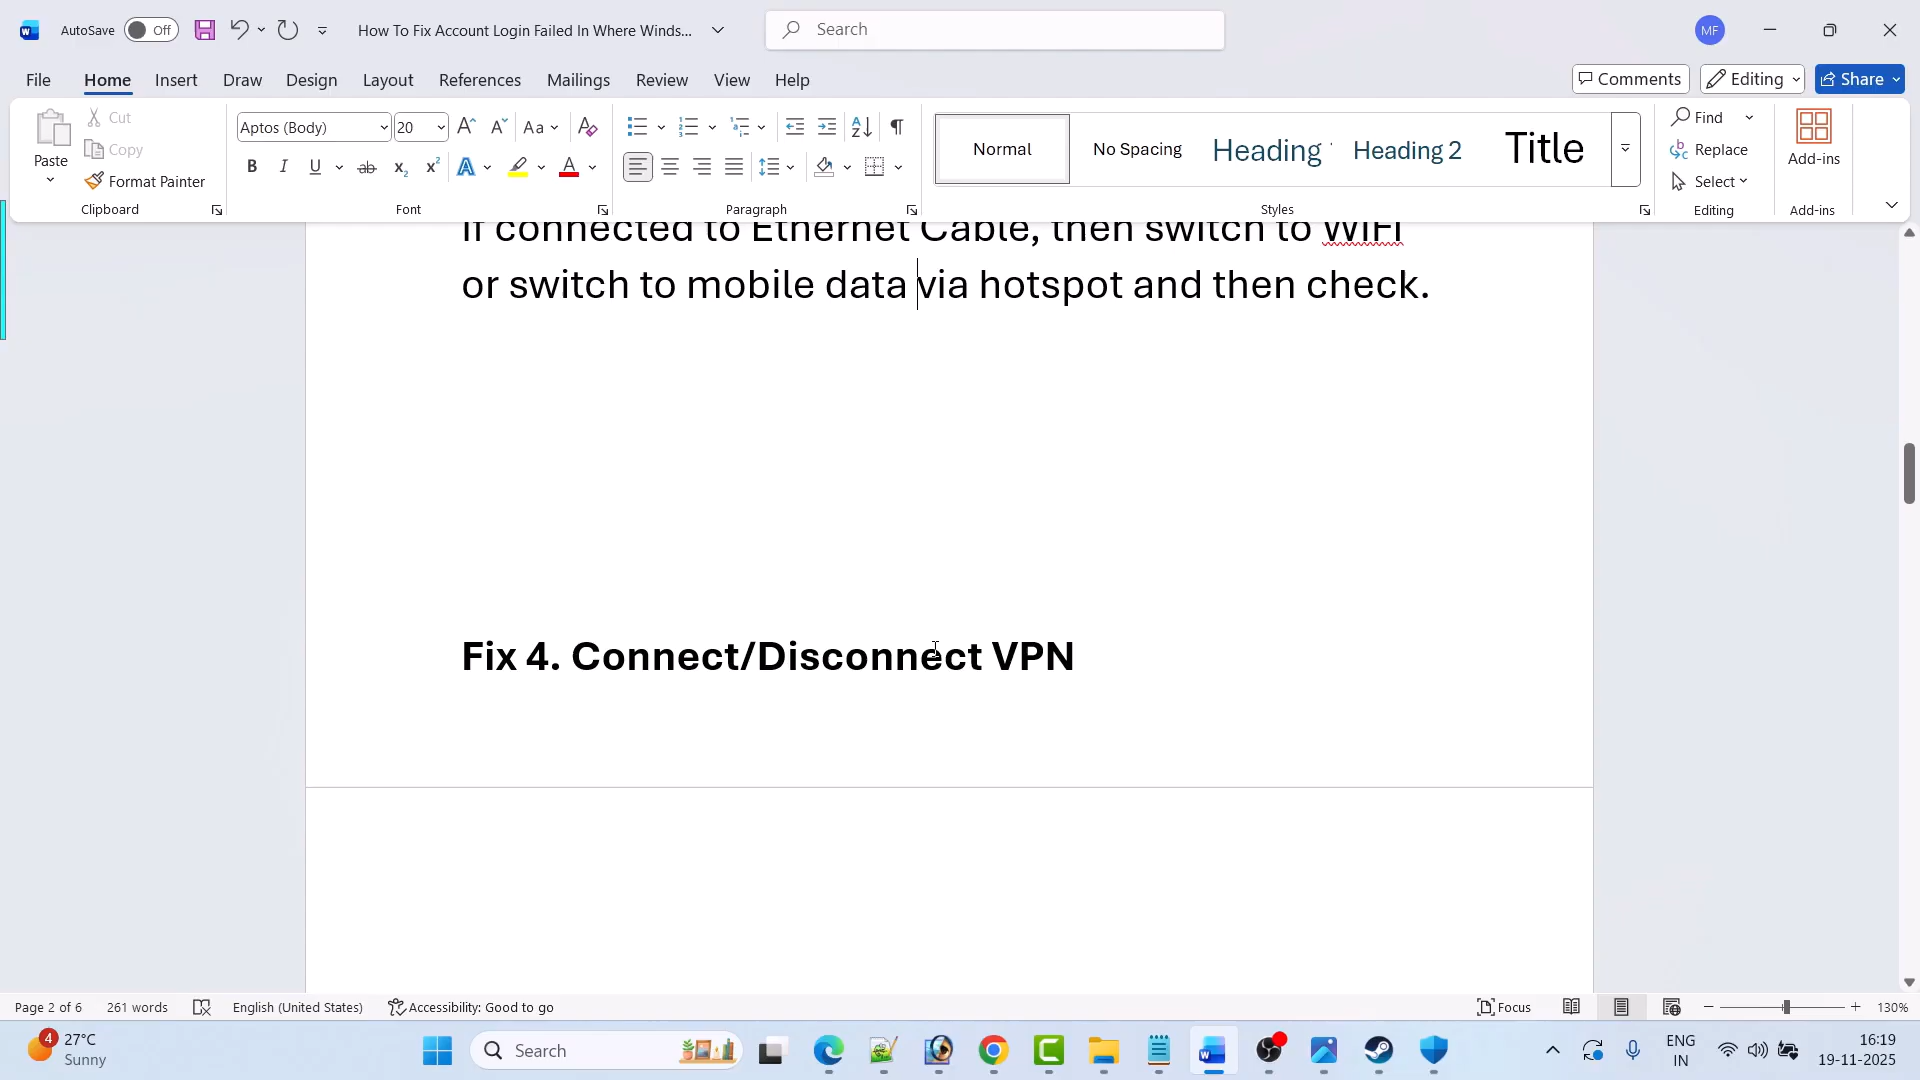 AutoSave Off How To Fix Account Login Failed In Where Winds... Search MF
File Home Insert Draw Design Layout References Mailings Review View Help Comments Editing Share
Paste
Cut
Copy
Format Painter
Clipboard
Aptos (Body) 20
Font
Paragraph
Normal No Spacing Heading Heading 2 Title
Styles
Find
Replace
Select
Editing
Add-ins
Add-ins
If connected to Ethernet Cable, then switch to WIFI
or switch to mobile data via hotspot and then check.
Fix 4. Connect/Disconnect VPN
Page 2 of 6 261 words English (United States) Accessibility: Good to go Focus 130%
4 27°C
Sunny
Search
ENG
IN
16:19
19-11-2025